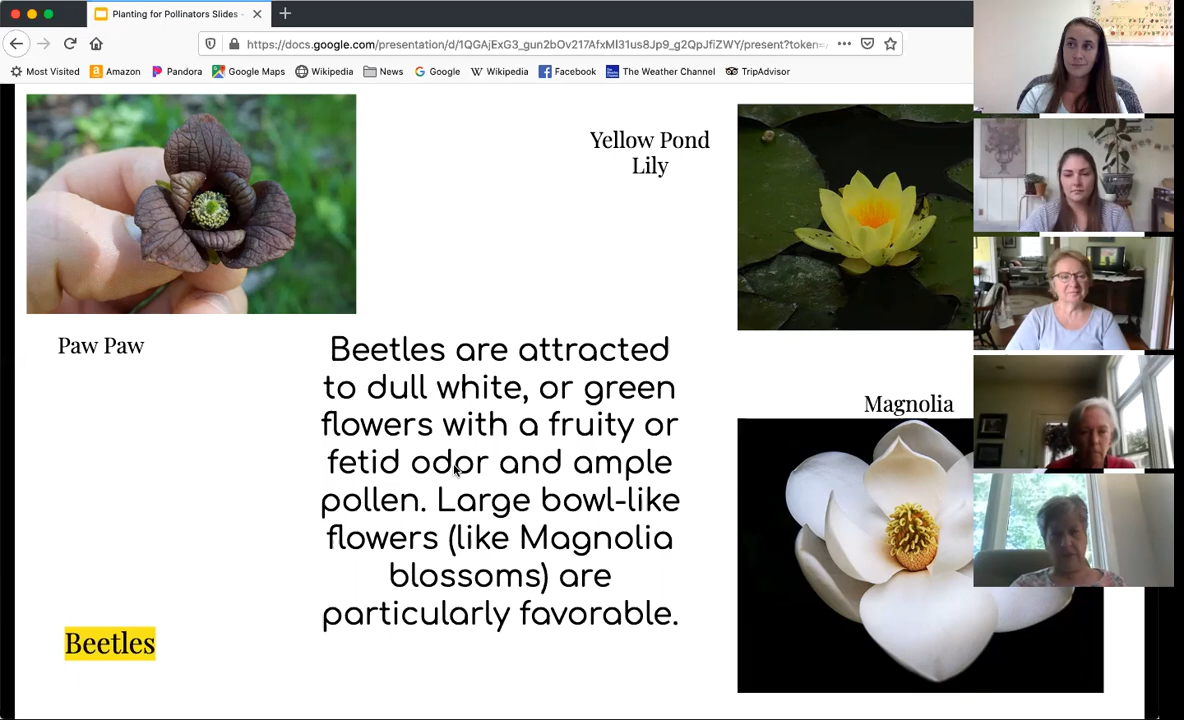 Planting for Pollinators Slides -
https://docs.google.com/presentation/d/1QGAjExG3_gun2bOv217AfxMl31us8Jp9_g2QpJfiZWY/present?token=
Most Visited Amazon Pandora Google Maps Wikipedia News Google Wikipedia Facebook The Weather Channel TripAdvisor
Yellow Pond
Lily
Paw Paw
Beetles are attracted
to dull white, or green
flowers with a fruity or
fetid odor and ample
pollen. Large bowl-like
flowers (like Magnolia
blossoms) are
particularly favorable.
Magnolia
Beetles